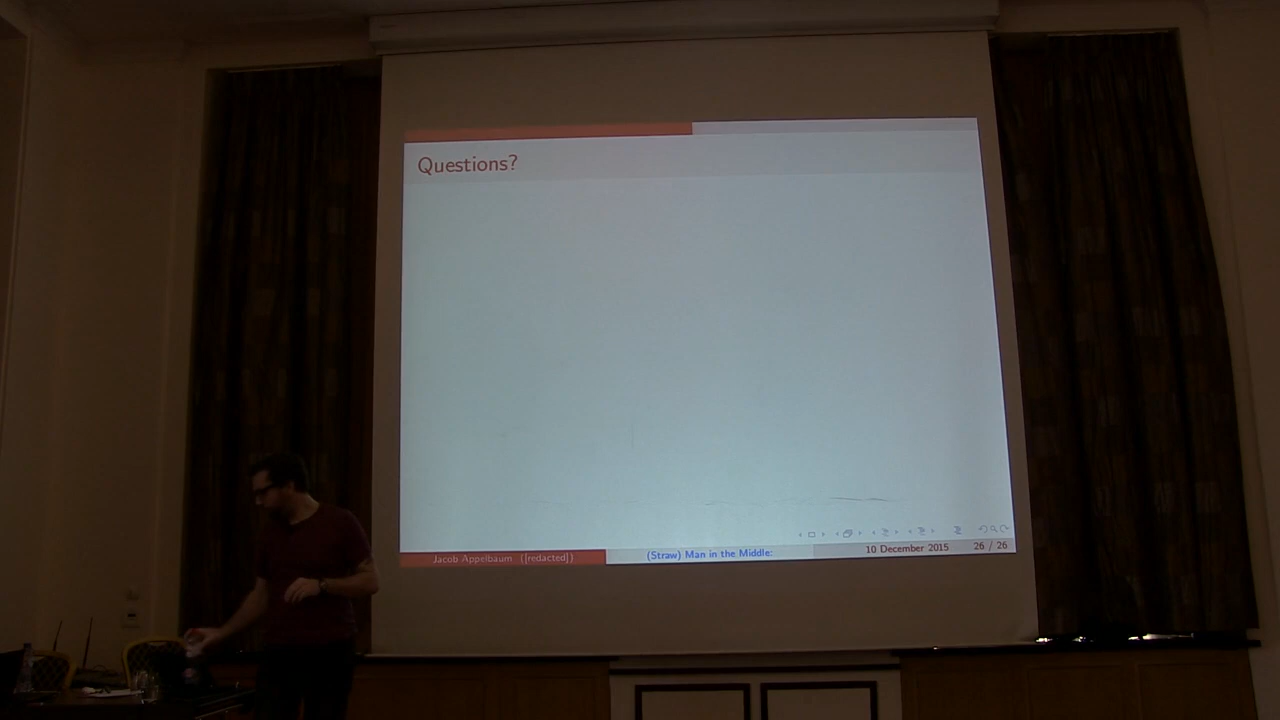 Questions?
Jacob Appelbaum ([redacted])
(Straw) Man in the Middle:
10 December 2015
26 / 26